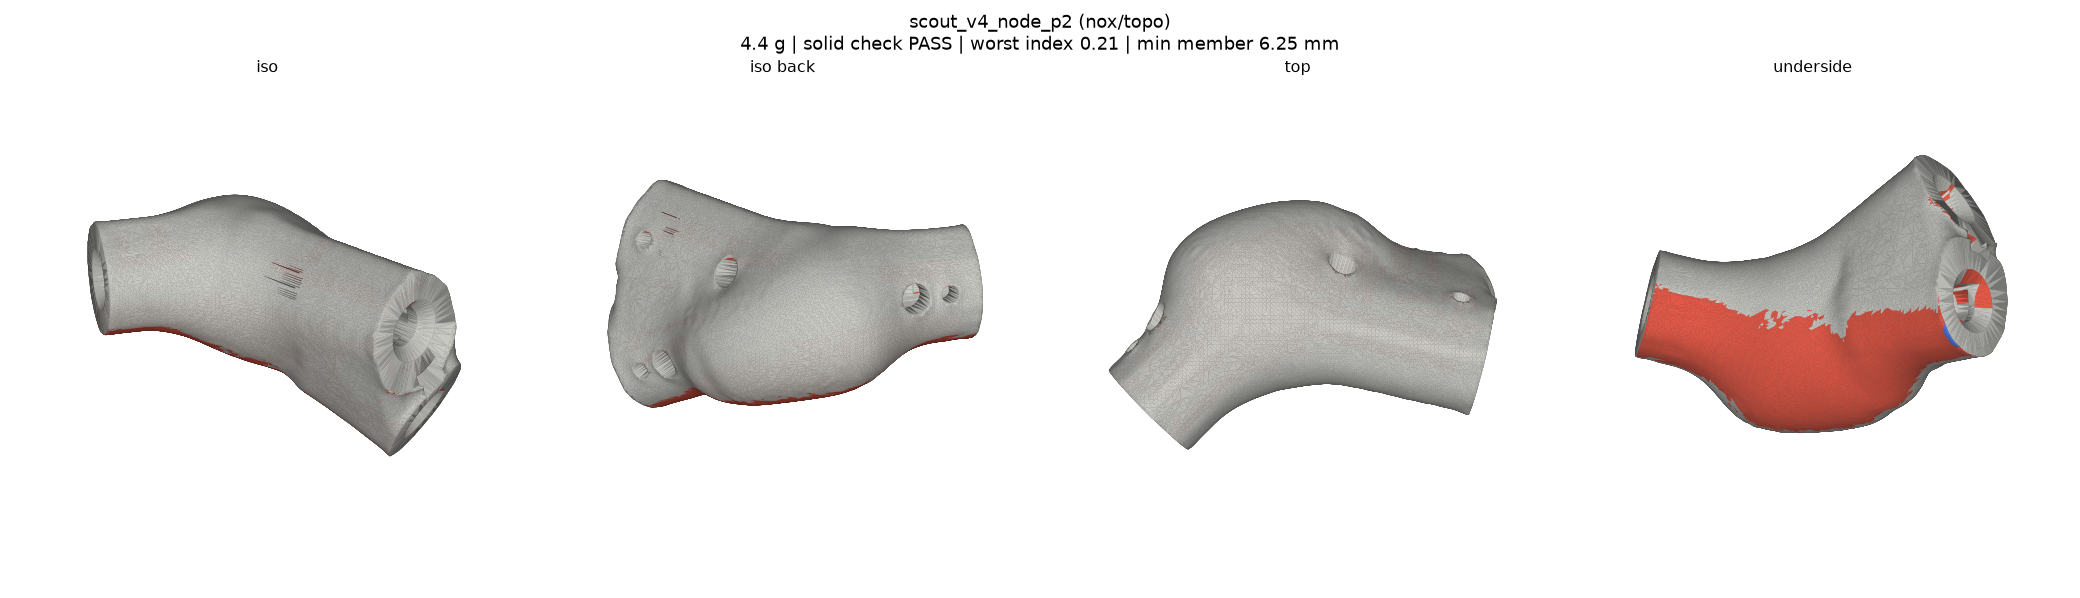 scout_v4_node_p2 (nox/topo)
4.4 g | solid check PASS | worst index 0.21 | min member 6.25 mm
iso
iso back
top
underside